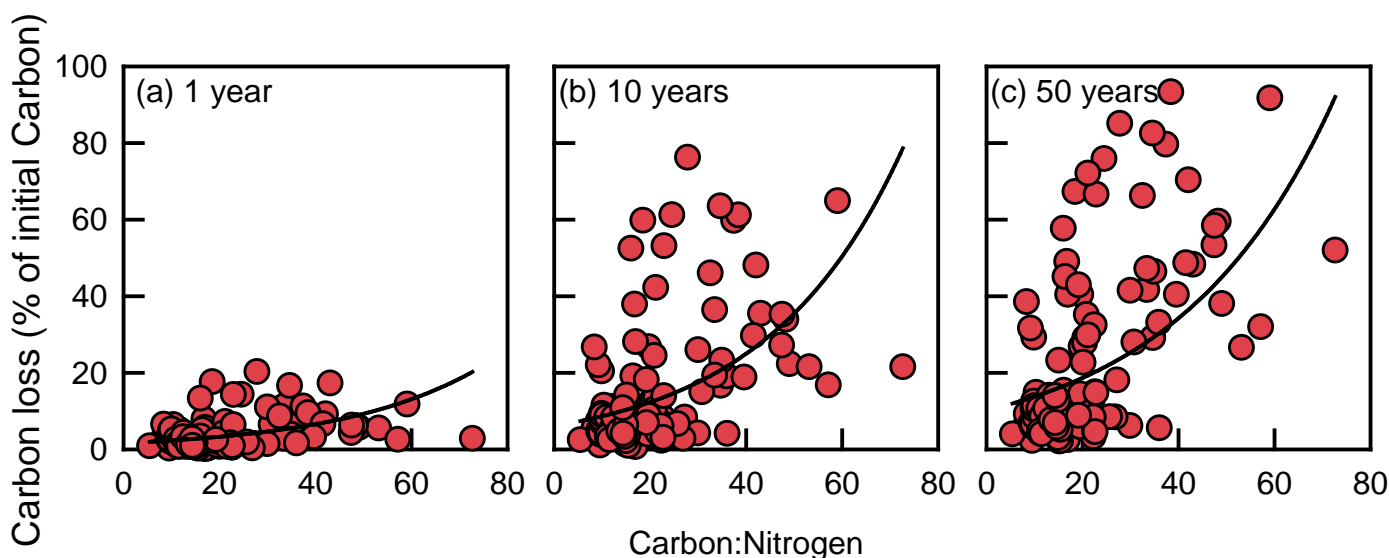 Carbon loss (% of initial Carbon)
100
80
60
40
20
0
(a) 1 year
(b) 10 years
(c) 50 years
0 20 40 60 80
0 20 40 60 80
0 20 40 60 80
Carbon:Nitrogen